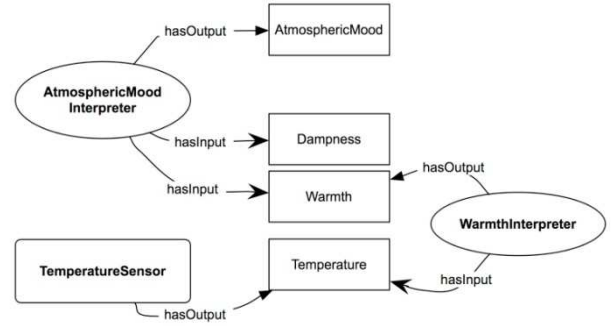 hasOutput
AtmosphericMood
AtmosphericMood
Interpreter
hasInput
Dampness
hasOutput
hasInput
Warmth
WarmthInterpreter
TemperatureSensor
Temperature
hasInput
hasOutput